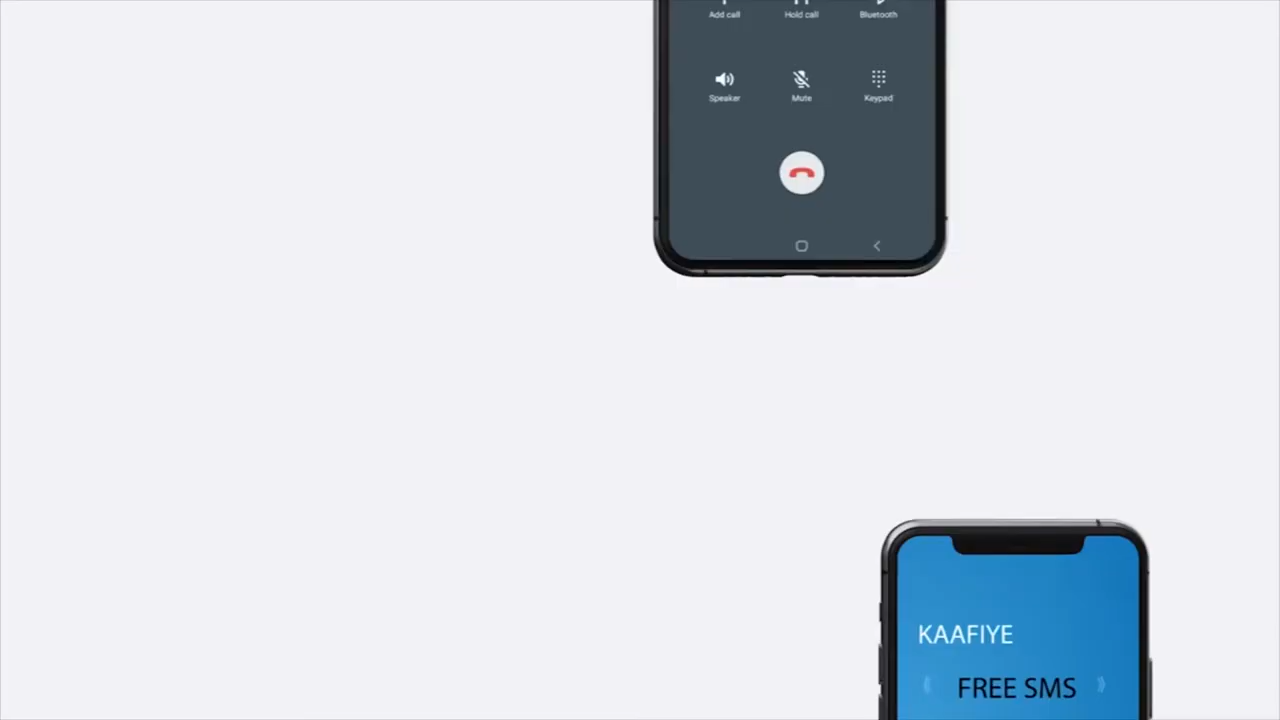 Add call Hold call Bluetooth
Speaker Mute Keypad
KAAFIYE
FREE SMS